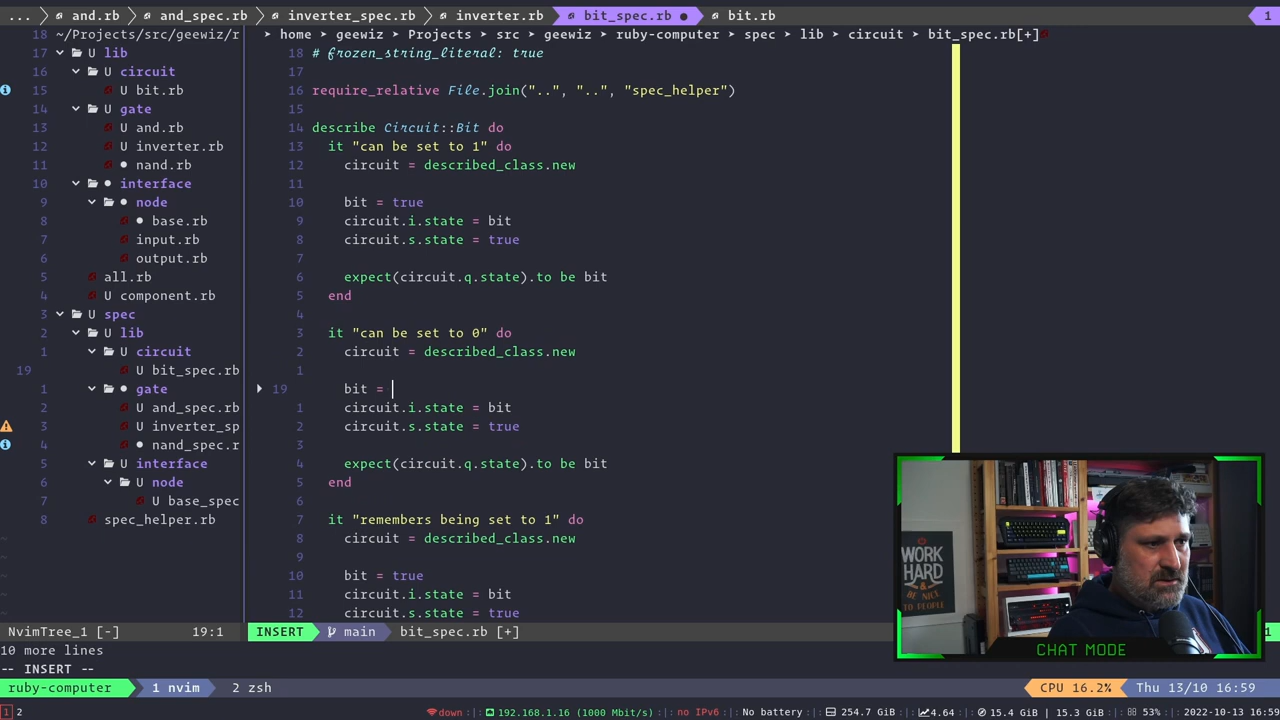 ... and.rb and_spec.rb inverter_spec.rb inverter.rb bit_spec.rb ● bit.rb 1
18 ~/Projects/src/geewiz/r
17 lib
16 U circuit
15 U bit.rb
14 U gate
13 U and.rb
12 U inverter.rb
11 ● nand.rb
10 ● interface
9 ● node
8 ● base.rb
7 input.rb
6 output.rb
5 all.rb
4 U component.rb
3 U spec
2 U lib
1 U circuit
19 U bit_spec.rb
1 ● gate
2 U and_spec.rb
3 U inverter_sp
4 ● nand_spec.r
5 U interface
6 U node
7 U base_spec
8 spec_helper.rb
~
~
~
~
~
home geewiz Projects src geewiz ruby-computer spec lib circuit bit_spec.rb[+]
18 # frozen_string_literal: true
17
16 require_relative File.join("..", "..", "spec_helper")
15
14 describe Circuit::Bit do
13 it "can be set to 1" do
12 circuit = described_class.new
11
10 bit = true
9 circuit.i.state = bit
8 circuit.s.state = true
7
6 expect(circuit.q.state).to be bit
5 end
4
3 it "can be set to 0" do
2 circuit = described_class.new
1
19 bit =
1 circuit.i.state = bit
2 circuit.s.state = true
3
4 expect(circuit.q.state).to be bit
5 end
6
7 it "remembers being set to 1" do
8 circuit = described_class.new
9
10 bit = true
11 circuit.i.state = bit
12 circuit.s.state = true
WORK
HARD
& BE NICE
TO PEOPLE
CHAT MODE
NvimTree_1 [-] 19:1 INSERT main bit_spec.rb [+] 1
10 more lines
-- INSERT --
ruby-computer 1 nvim 2 zsh CPU 16.2% Thu 13/10 16:59
1 2 down 192.168.1.16 (1000 Mbit/s) no IPv6 No battery 254.7 GiB 4.64 15.4 GiB | 15.3 GiB 53% 2022-10-13 16:59